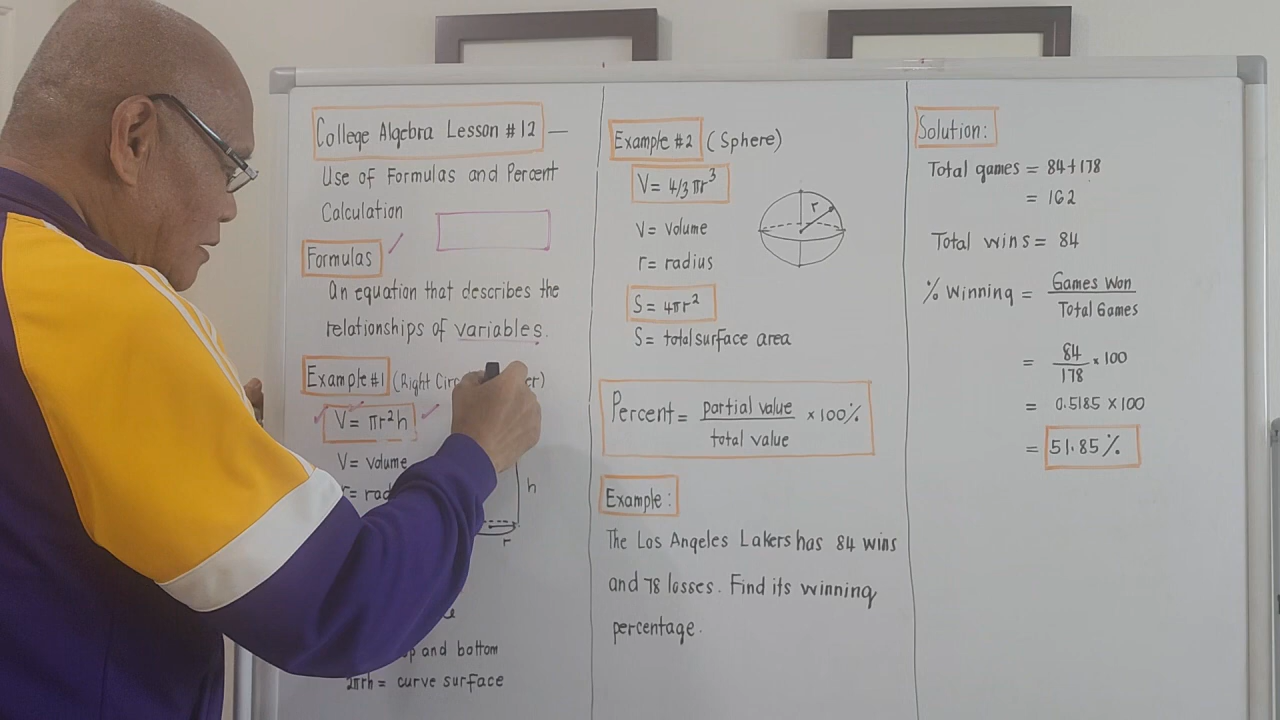 College Algebra Lesson #12 —
Use of Formulas and Percent
Calculation
Formulas
An equation that describes the
relationships of variables.
Example #1 (Right
V = πr²h
V = volume
h
r
top and bottom
2πrh = curve surface
Example #2 (Sphere)
V = 4/3 πr³
V = volume
r = radius
r
S = 4πr²
S = total surface area
Percent = partial value / total value × 100%
Example:
The Los Angeles Lakers has 84 wins
and 78 losses. Find its winning
percentage.
Solution:
Total games = 84+178
= 162
Total wins = 84
% Winning = Games Won / Total Games
= 84 / 178 × 100
= 0.5185 × 100
= 51.85%